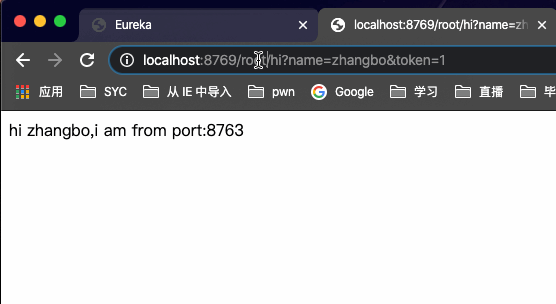 Eureka
localhost:8769/root/hi?name=zh
localhost:8769/root/hi?name=zhangbo&token=1
应用 SYC 从 IE 中导入 pwn Google 学习 直播 毕
hi zhangbo,i am from port:8763